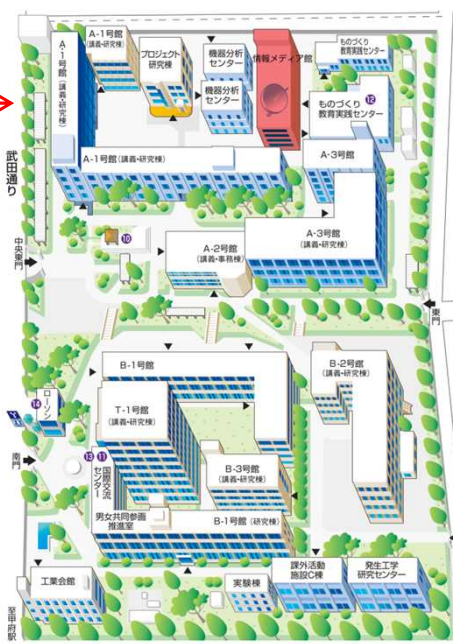 A-1号館
(講義・研究棟)
A-1号館
(講義・研究棟)
プロジェクト
研究棟
機器分析
センター
機器分析
センター
情報メディア館
ものづくり
教育実践センター
ものづくり
教育実践センター
⑫
A-3号館
A-1号館(講義・研究棟)
武田通り
A-3号館
(講義・研究棟)
⑩
A-2号館
(講義・事務棟)
中央東門
東門
B-1号館
B-2号館
(講義・研究棟)
T-1号館
(講義・研究棟)
⑭
ローソン
南門
⑬ ⑪
国際交流
センター
B-3号館
(講義・研究棟)
男女共同参画
推進室
B-1号館 (研究棟)
工業会館
実験棟
課外活動
施設C棟
発生工学
研究センター
至甲府駅